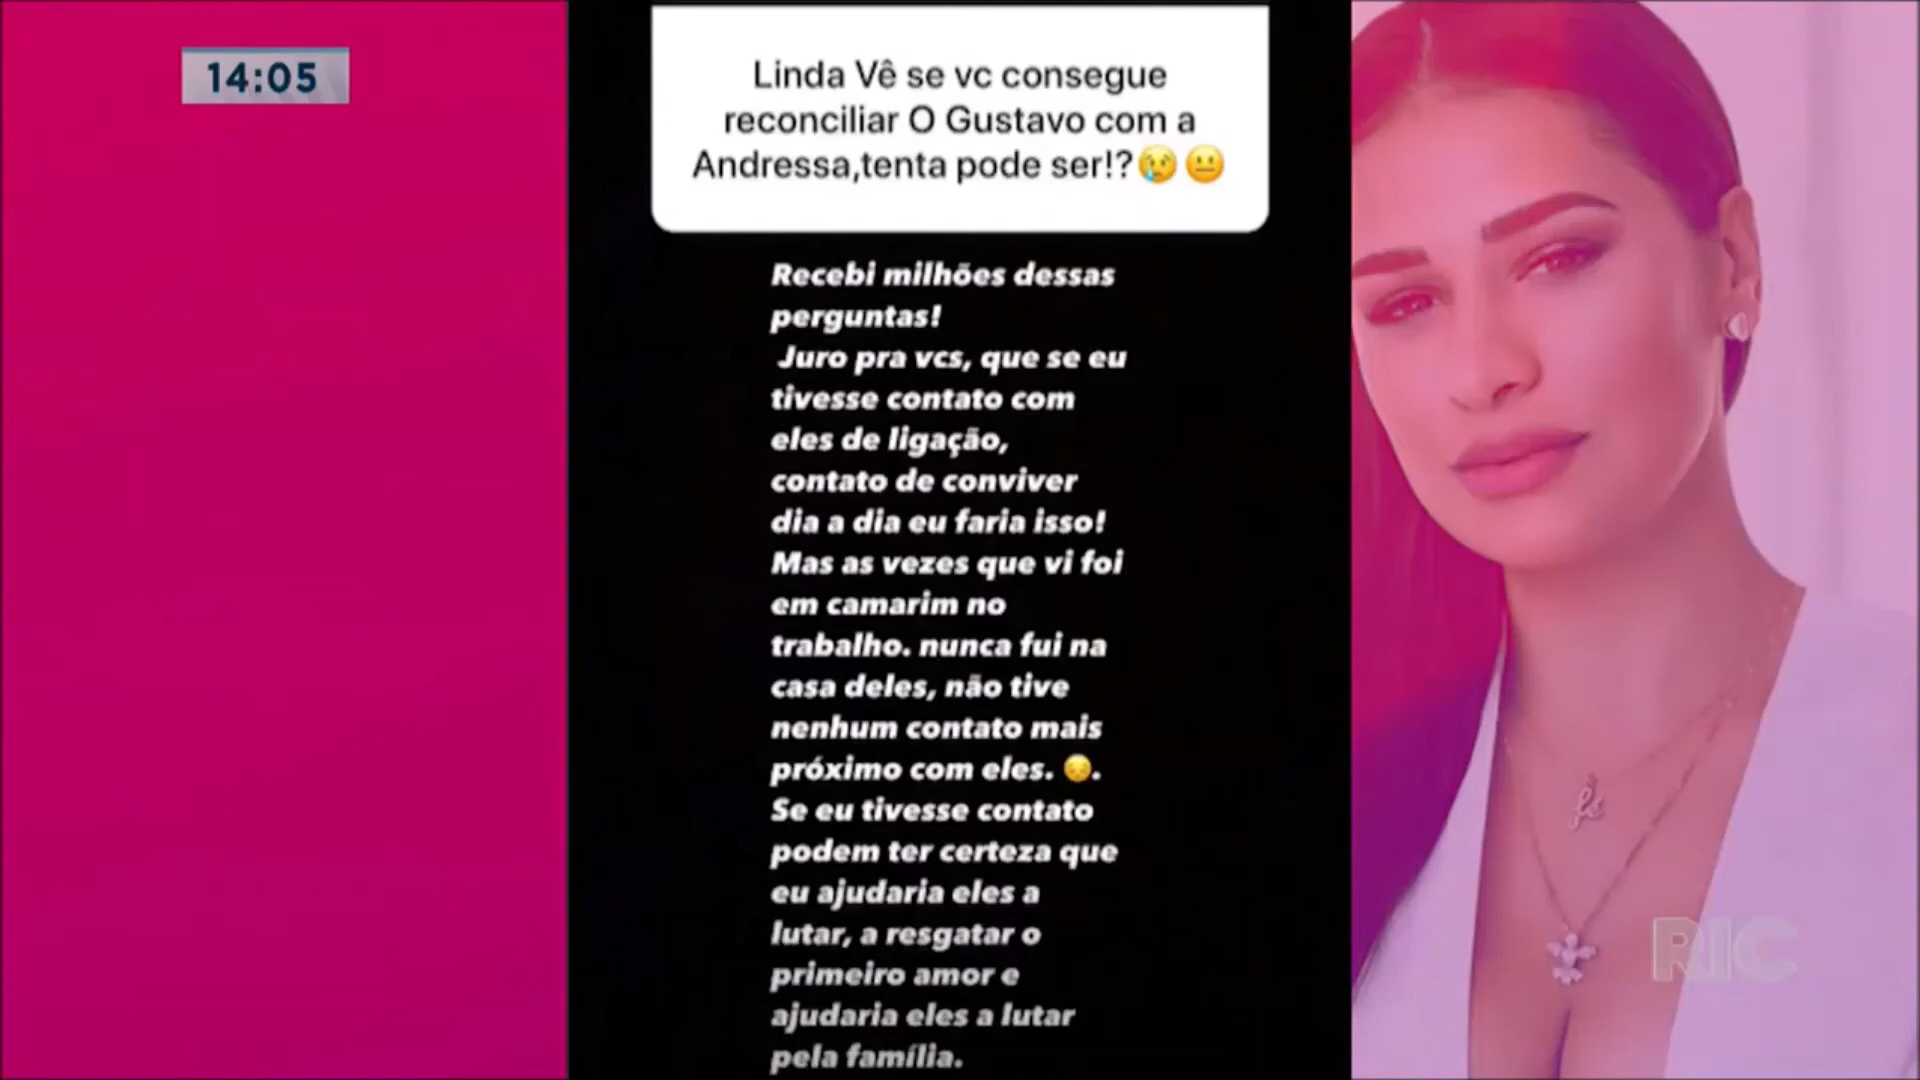 14:05
Linda Vê se vc consegue
reconciliar O Gustavo com a
Andressa,tenta pode ser!?😢😐
Recebi milhões dessas
perguntas!
Juro pra vcs, que se eu
tivesse contato com
eles de ligação,
contato de conviver
dia a dia eu faria isso!
Mas as vezes que vi foi
em camarim no
trabalho. nunca fui na
casa deles, não tive
nenhum contato mais
próximo com eles. 😔.
Se eu tivesse contato
podem ter certeza que
eu ajudaria eles a
lutar, a resgatar o
primeiro amor e
ajudaria eles a lutar
pela família.
RIC